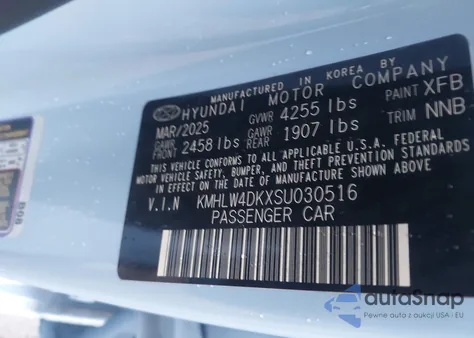 MANUFACTURED IN KOREA BY
HYUNDAI MOTOR COMPANY
MAR/2025 GVWR 4255 lbs PAINT XFB
GAWR FRONT 2458 lbs GAWR REAR 1907 lbs TRIM NNB
THIS VEHICLE CONFORMS TO ALL APPLICABLE U.S.A. FEDERAL
MOTOR VEHICLE SAFETY, BUMPER, AND THEFT PREVENTION STANDARDS
IN EFFECT ON THE DATE OF MANUFACTURE SHOWN ABOVE.
V.I.N KMHLW4DKXSU030516
PASSENGER CAR
autoSnap
Pewne auta z USA i EU